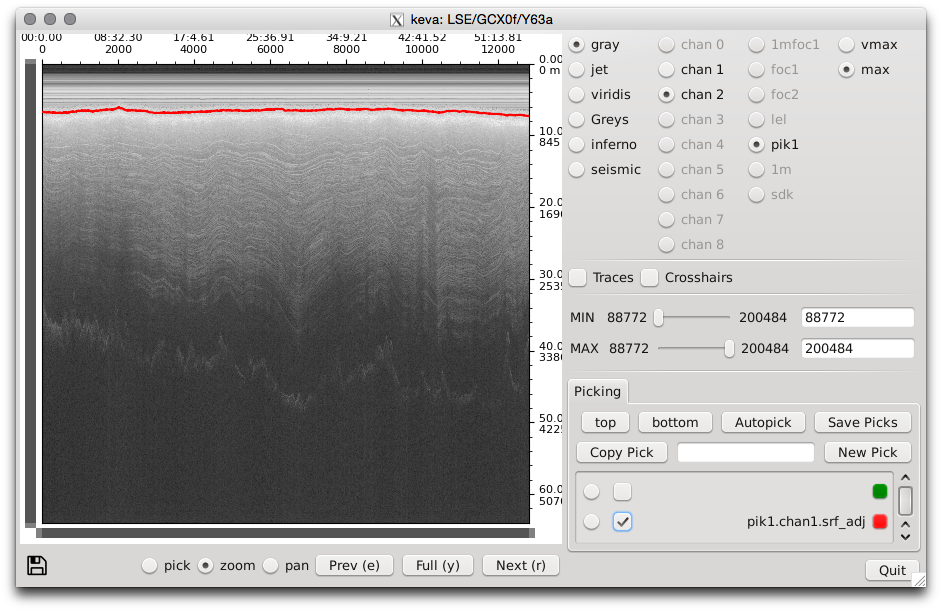 keva: LSE/GCX0f/Y63a
00:0.00 08:32.30 17:4.61 25:36.91 34:9.21 42:41.52 51:13.81
0 2000 4000 6000 8000 10000 12000
0.00
0 m
10.0
845
20.0
1690
30.0
2535
40.0
3380
50.0
4225
60.0
5070
gray chan 0 1mfoc1 vmax
jet chan 1 foc1 max
viridis chan 2 foc2
Greys chan 3 lel
inferno chan 4 pik1
seismic chan 5 1m
chan 6 sdk
chan 7
chan 8
Traces Crosshairs
MIN 88772 200484 88772
MAX 88772 200484 200484
Picking
top bottom Autopick Save Picks
Copy Pick New Pick
pik1.chan1.srf_adj
pick zoom pan Prev (e) Full (y) Next (r)
Quit